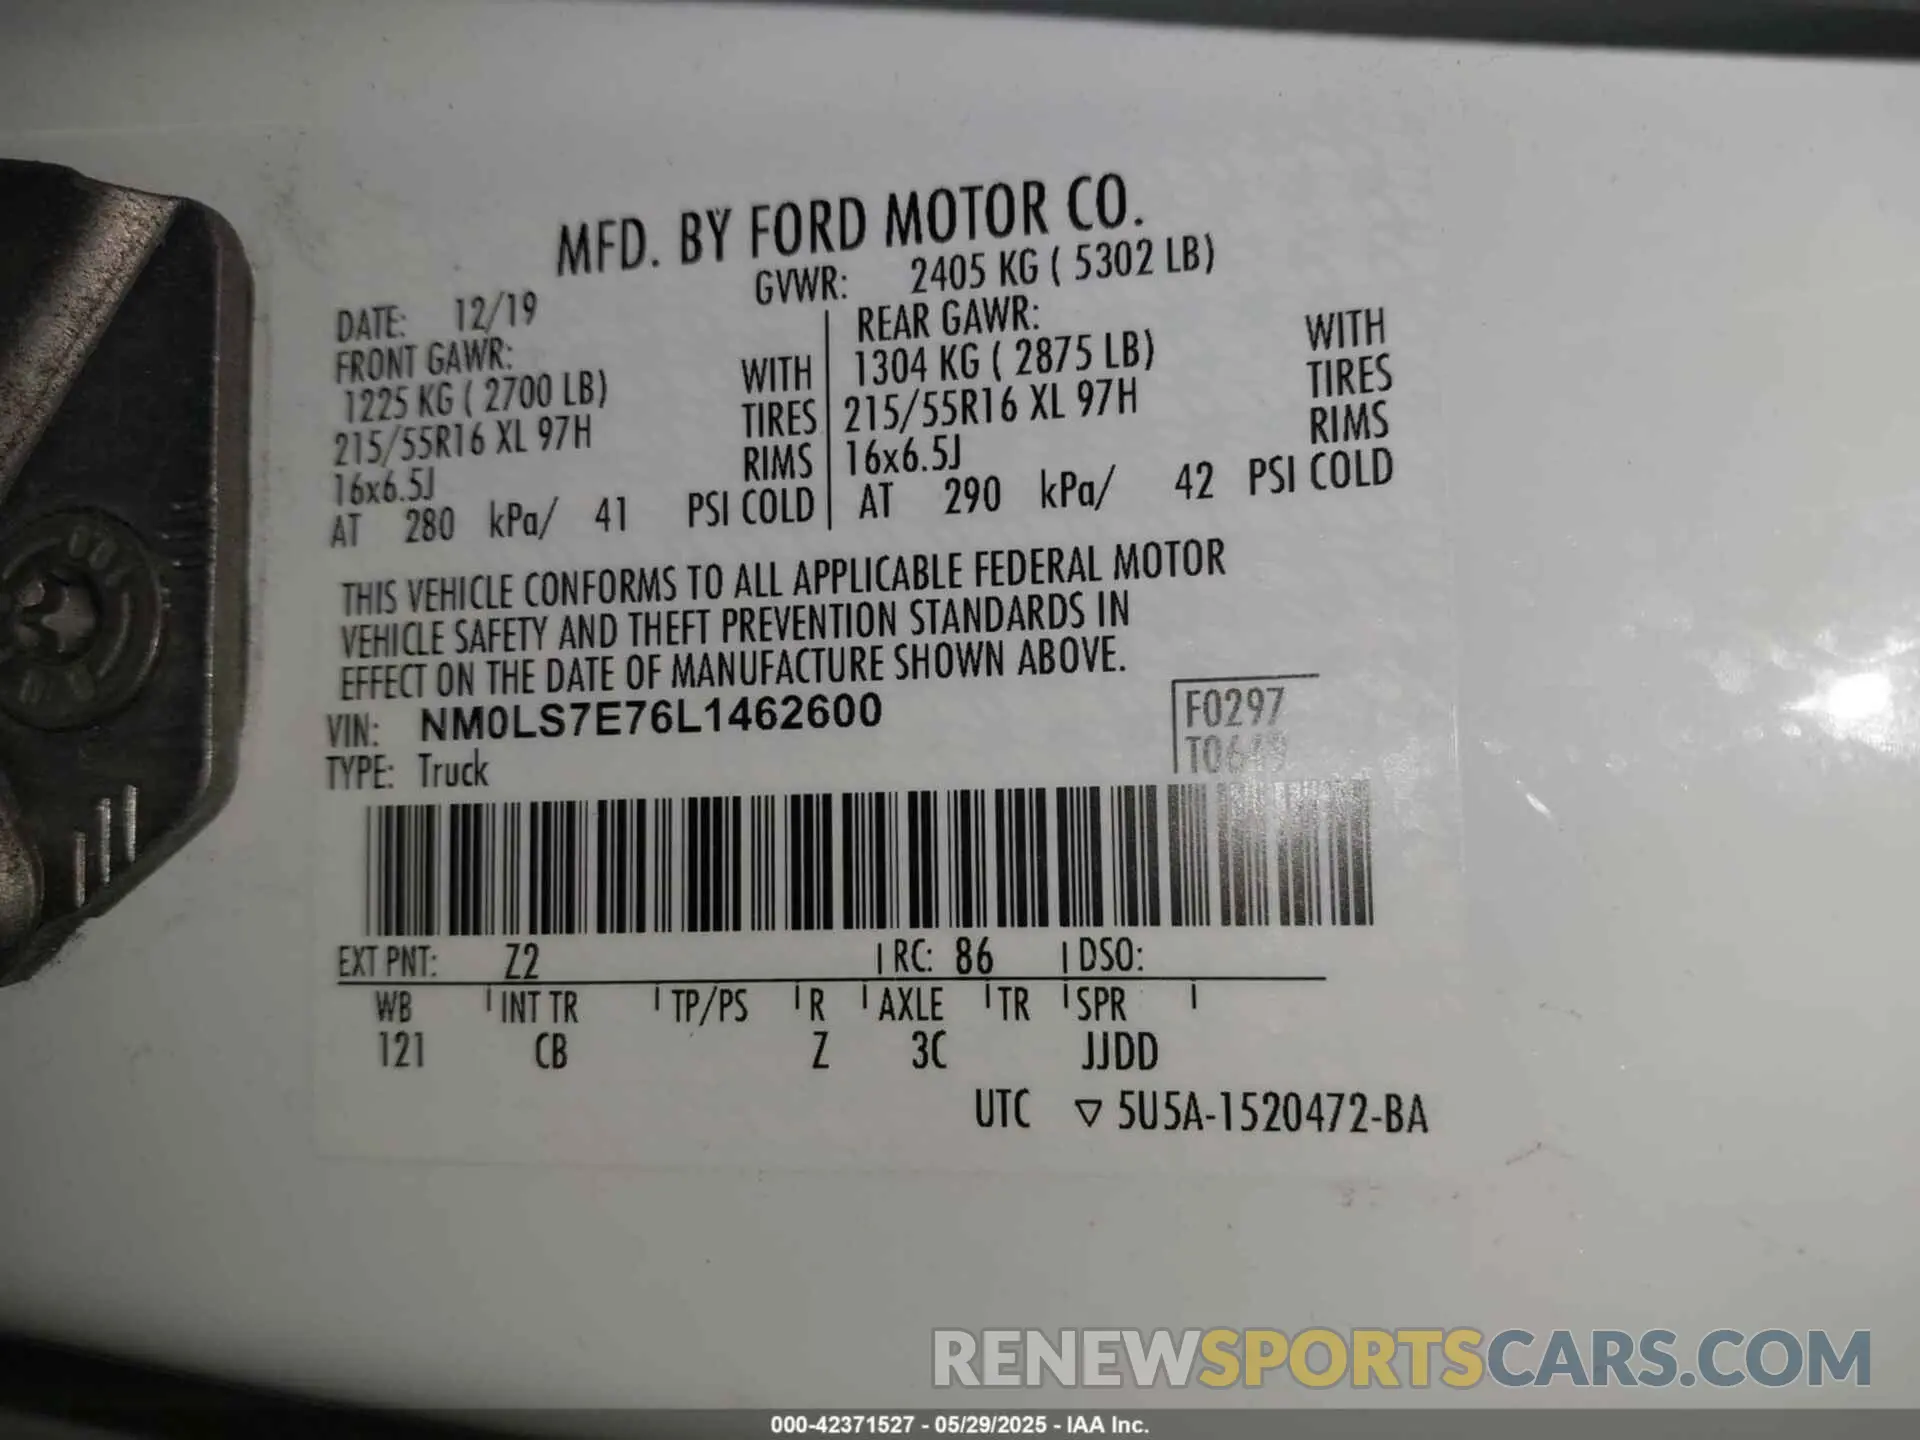 MFD. BY FORD MOTOR CO.
DATE: 12/19 GVWR: 2405 KG ( 5302 LB)
FRONT GAWR: REAR GAWR:
1225 KG ( 2700 LB) WITH 1304 KG ( 2875 LB) WITH
215/55R16 XL 97H TIRES 215/55R16 XL 97H TIRES
16x6.5J RIMS 16x6.5J RIMS
AT 280 kPa/ 41 PSI COLD AT 290 kPa/ 42 PSI COLD
THIS VEHICLE CONFORMS TO ALL APPLICABLE FEDERAL MOTOR
VEHICLE SAFETY AND THEFT PREVENTION STANDARDS IN
EFFECT ON THE DATE OF MANUFACTURE SHOWN ABOVE.
VIN: NM0LS7E76L1462600 F0297
TYPE: Truck T0649
EXT PNT: Z2 RC: 86 DSO:
WB INT TR TP/PS R AXLE TR SPR
121 CB Z 3C JJDD
UTC ▽ 5U5A-1520472-BA
RENEWSPORTSCARS.COM
000-42371527 - 05/29/2025 - IAA Inc.